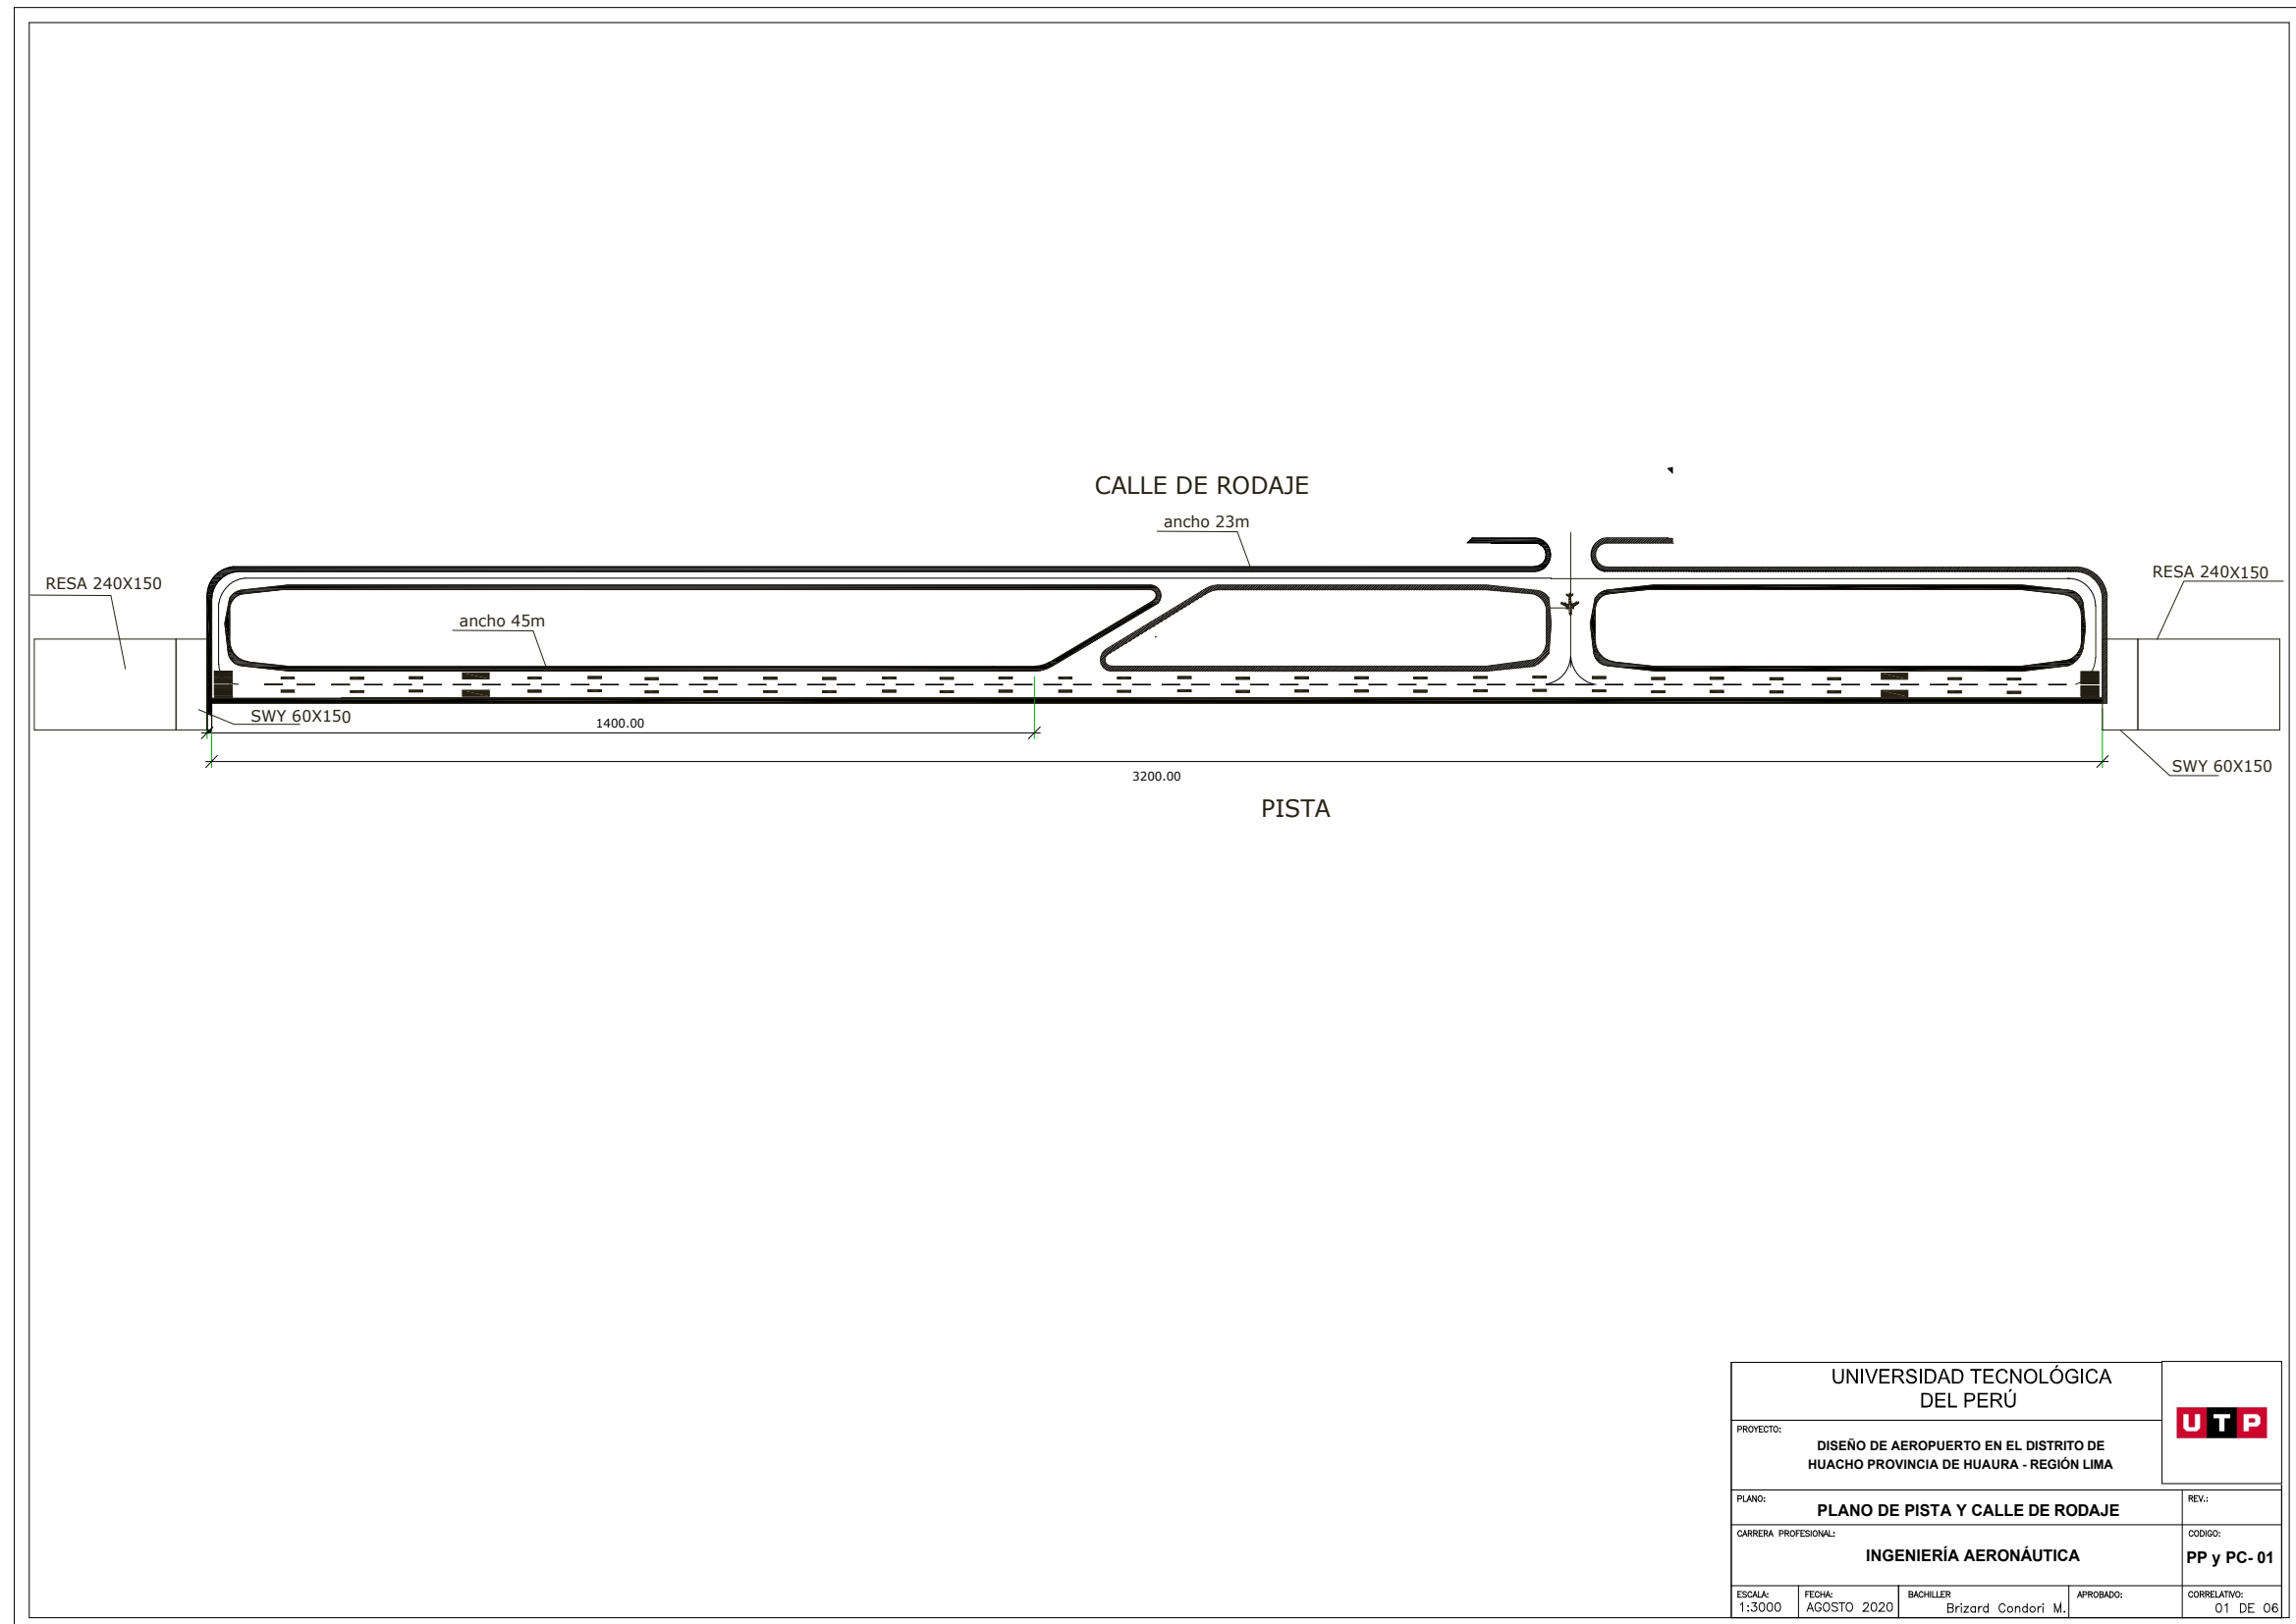 CALLE DE RODAJE
ancho 23m
RESA 240X150
RESA 240X150
ancho 45m
SWY 60X150
1400.00
SWY 60X150
3200.00
PISTA
UNIVERSIDAD TECNOLÓGICA
DEL PERÚ
UTP
PROYECTO:
DISEÑO DE AEROPUERTO EN EL DISTRITO DE
HUACHO PROVINCIA DE HUAURA - REGIÓN LIMA
PLANO:
PLANO DE PISTA Y CALLE DE RODAJE
REV.:
CARRERA PROFESIONAL:
INGENIERÍA AERONÁUTICA
CODIGO:
PP y PC- 01
ESCALA:
1:3000
FECHA:
AGOSTO 2020
BACHILLER
Brizard Condori M.
APROBADO:
CORRELATIVO:
01 DE 06